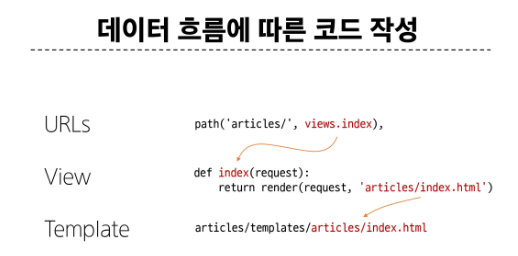 데이터 흐름에 따른 코드 작성
URLs
path('articles/', views.index),
View
def index(request):
    return render(request, 'articles/index.html')
Template
articles/templates/articles/index.html